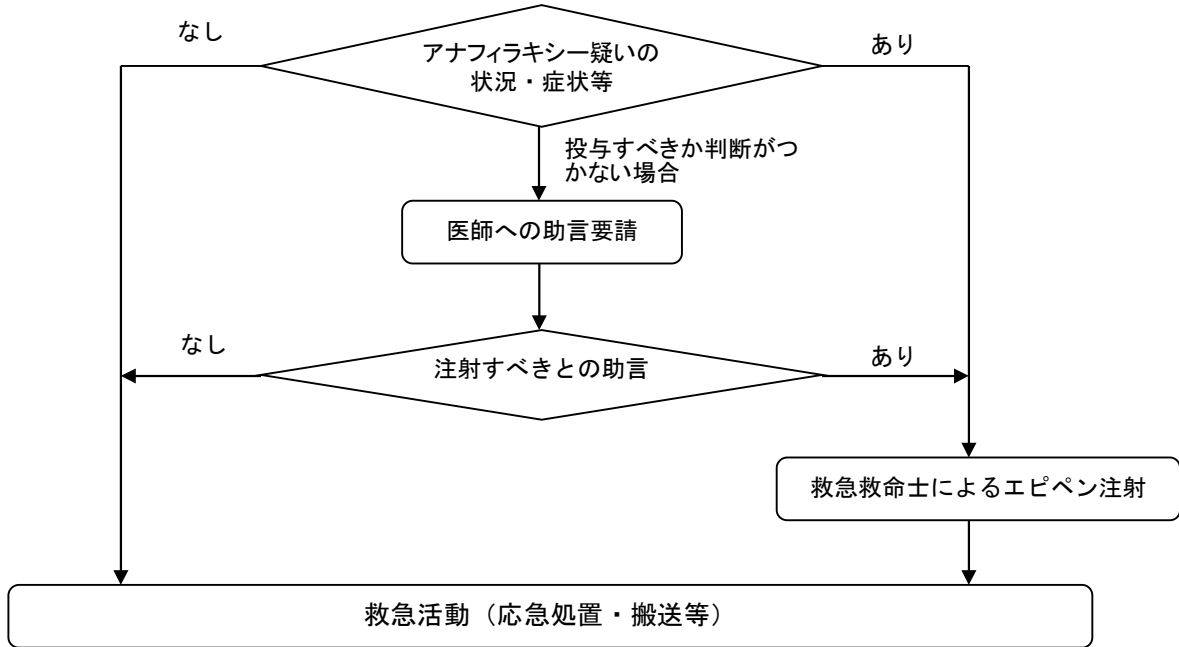 なし
アナフィラキシー疑いの
状況・症状等
あり
投与すべきか判断がつ
かない場合
医師への助言要請
なし
注射すべきとの助言
あり
救急救命士によるエピペン注射
救急活動（応急処置・搬送等）